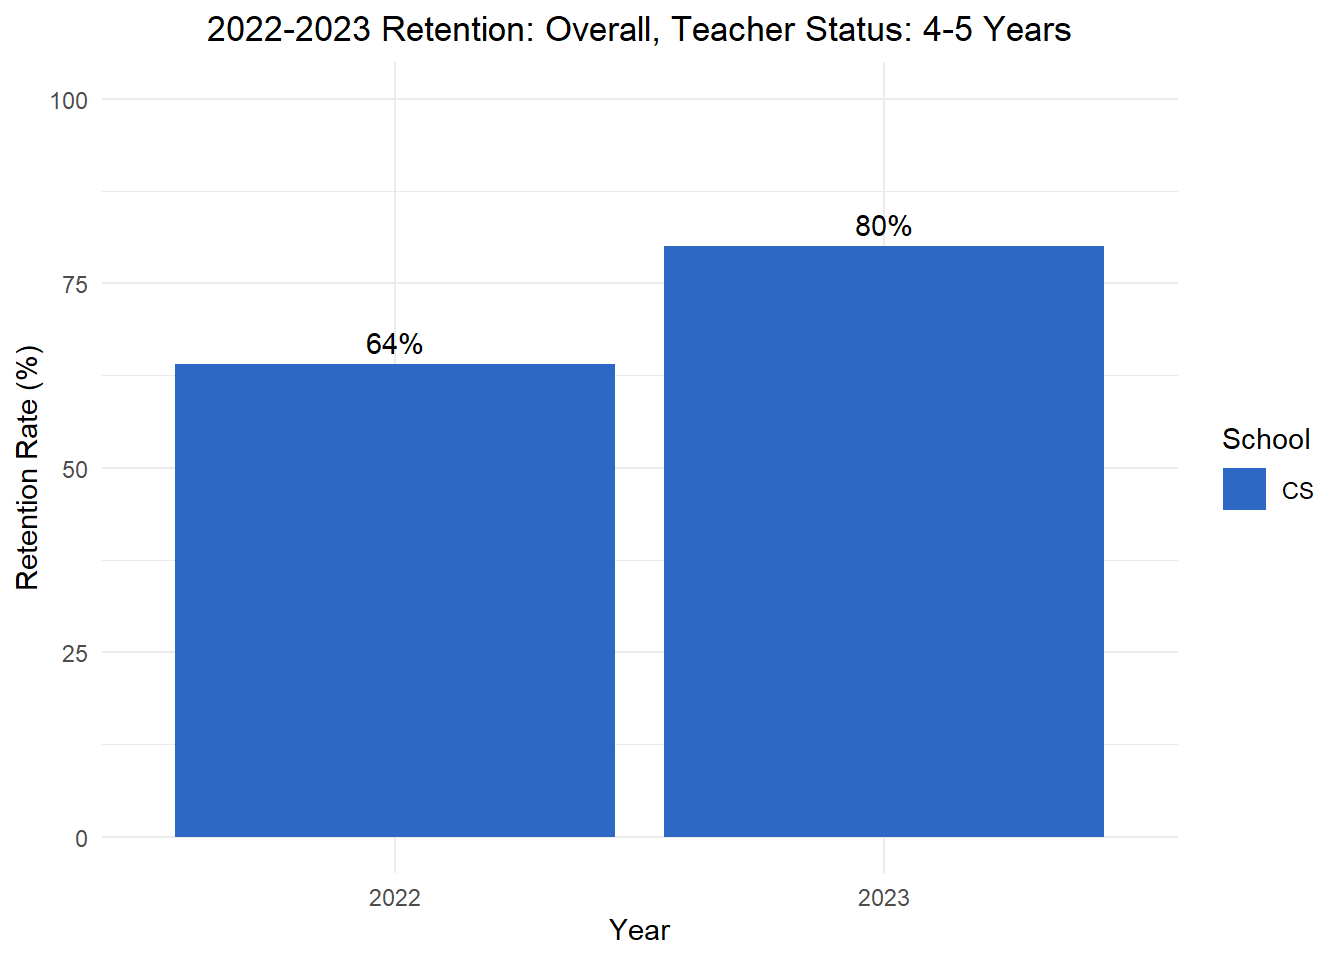 2022-2023 Retention: Overall, Teacher Status: 4-5 Years
100
75
50
25
0
Retention Rate (%)
64%
80%
2022
2023
Year
School
CS